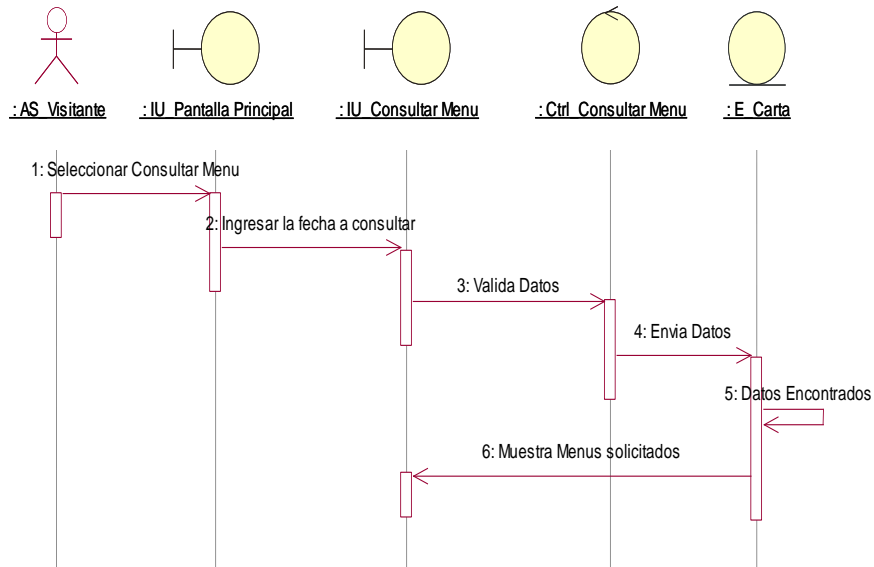 : AS_Visitante
: IU_Pantalla Principal
: IU_Consultar Menu
: Ctrl_Consultar Menu
: E_Carta
1: Seleccionar Consultar Menu
2: Ingresar la fecha a consultar
3: Valida Datos
4: Envia Datos
5: Datos Encontrados
6: Muestra Menus solicitados